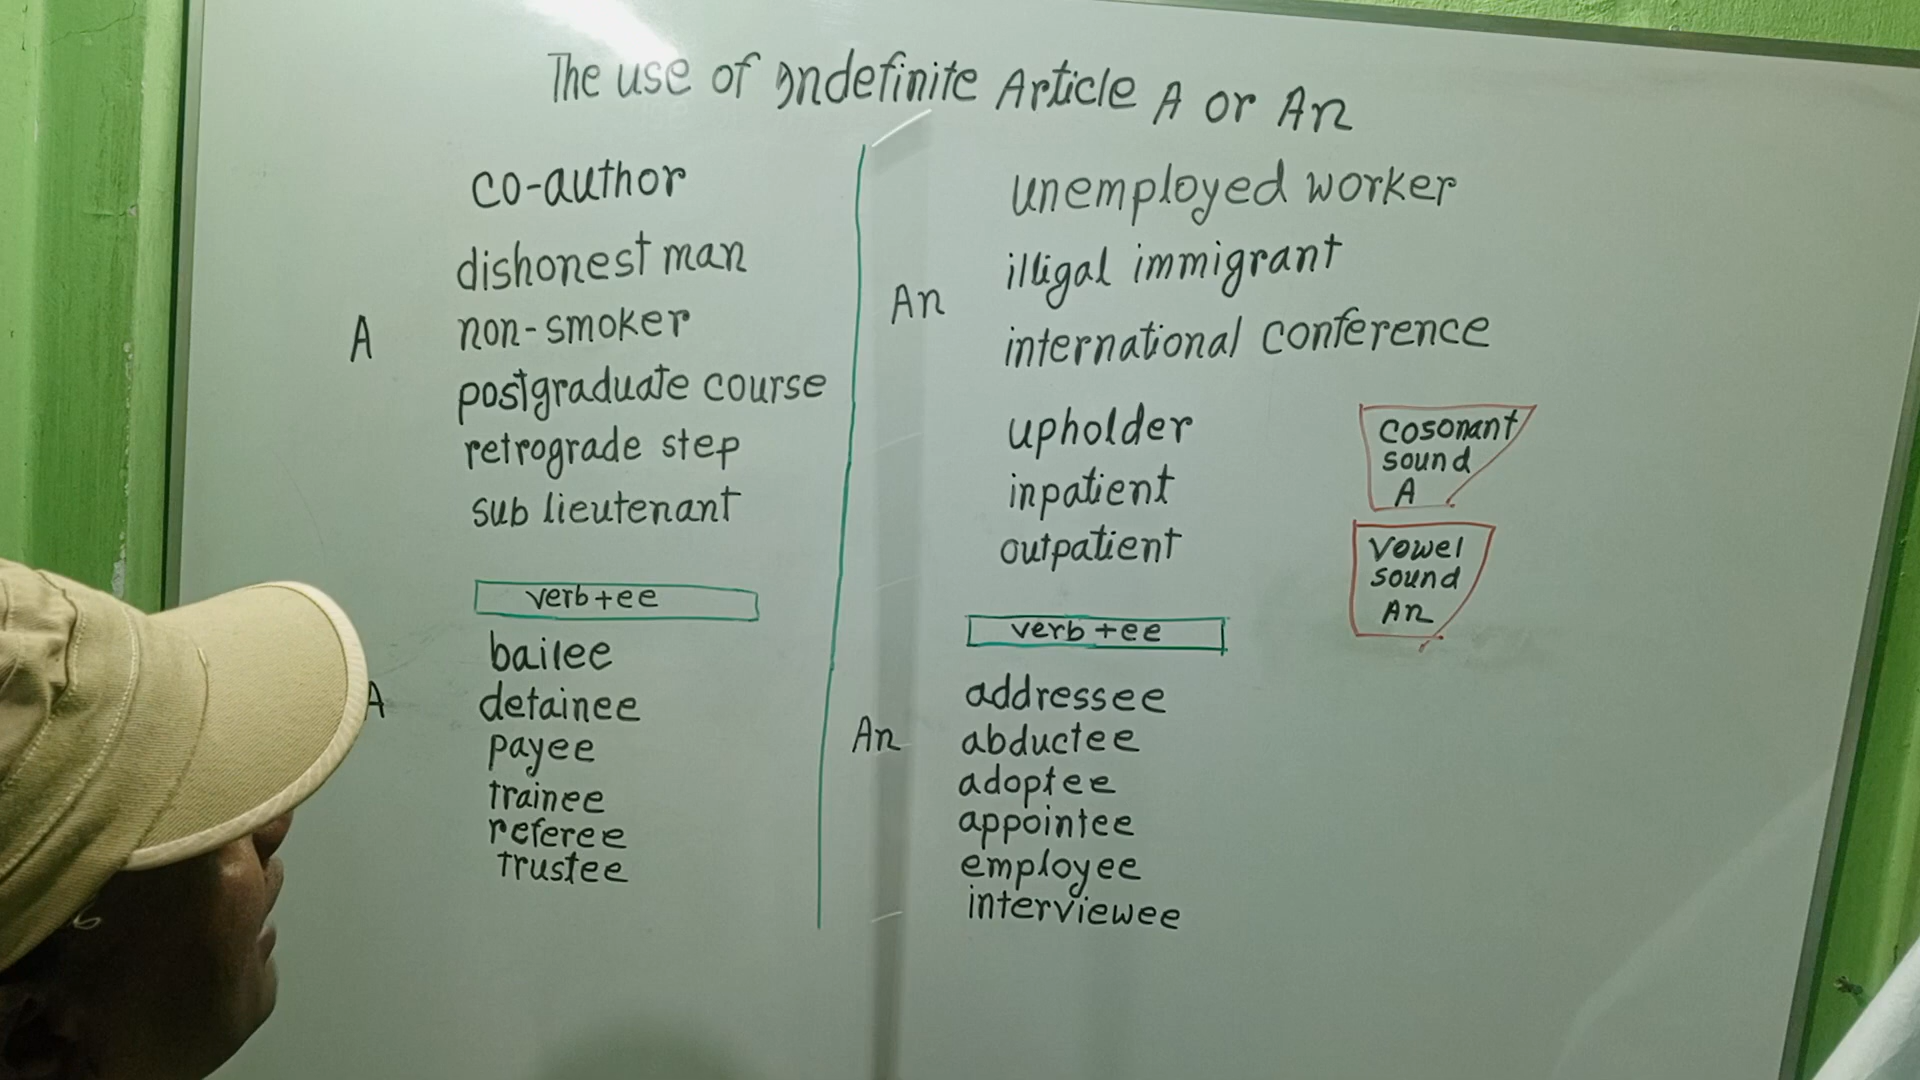 The use of Indefinite Article A or An
A
co-author
dishonest man
non-smoker
postgraduate course
retrograde step
sub lieutenant
verb+ee
A
bailee
detainee
payee
trainee
referee
trustee
An
unemployed worker
illigal immigrant
international conference
upholder
inpatient
outpatient
verb+ee
An
addressee
abductee
adoptee
appointee
employee
interviewee
cosonant
sound
A
vowel
sound
An